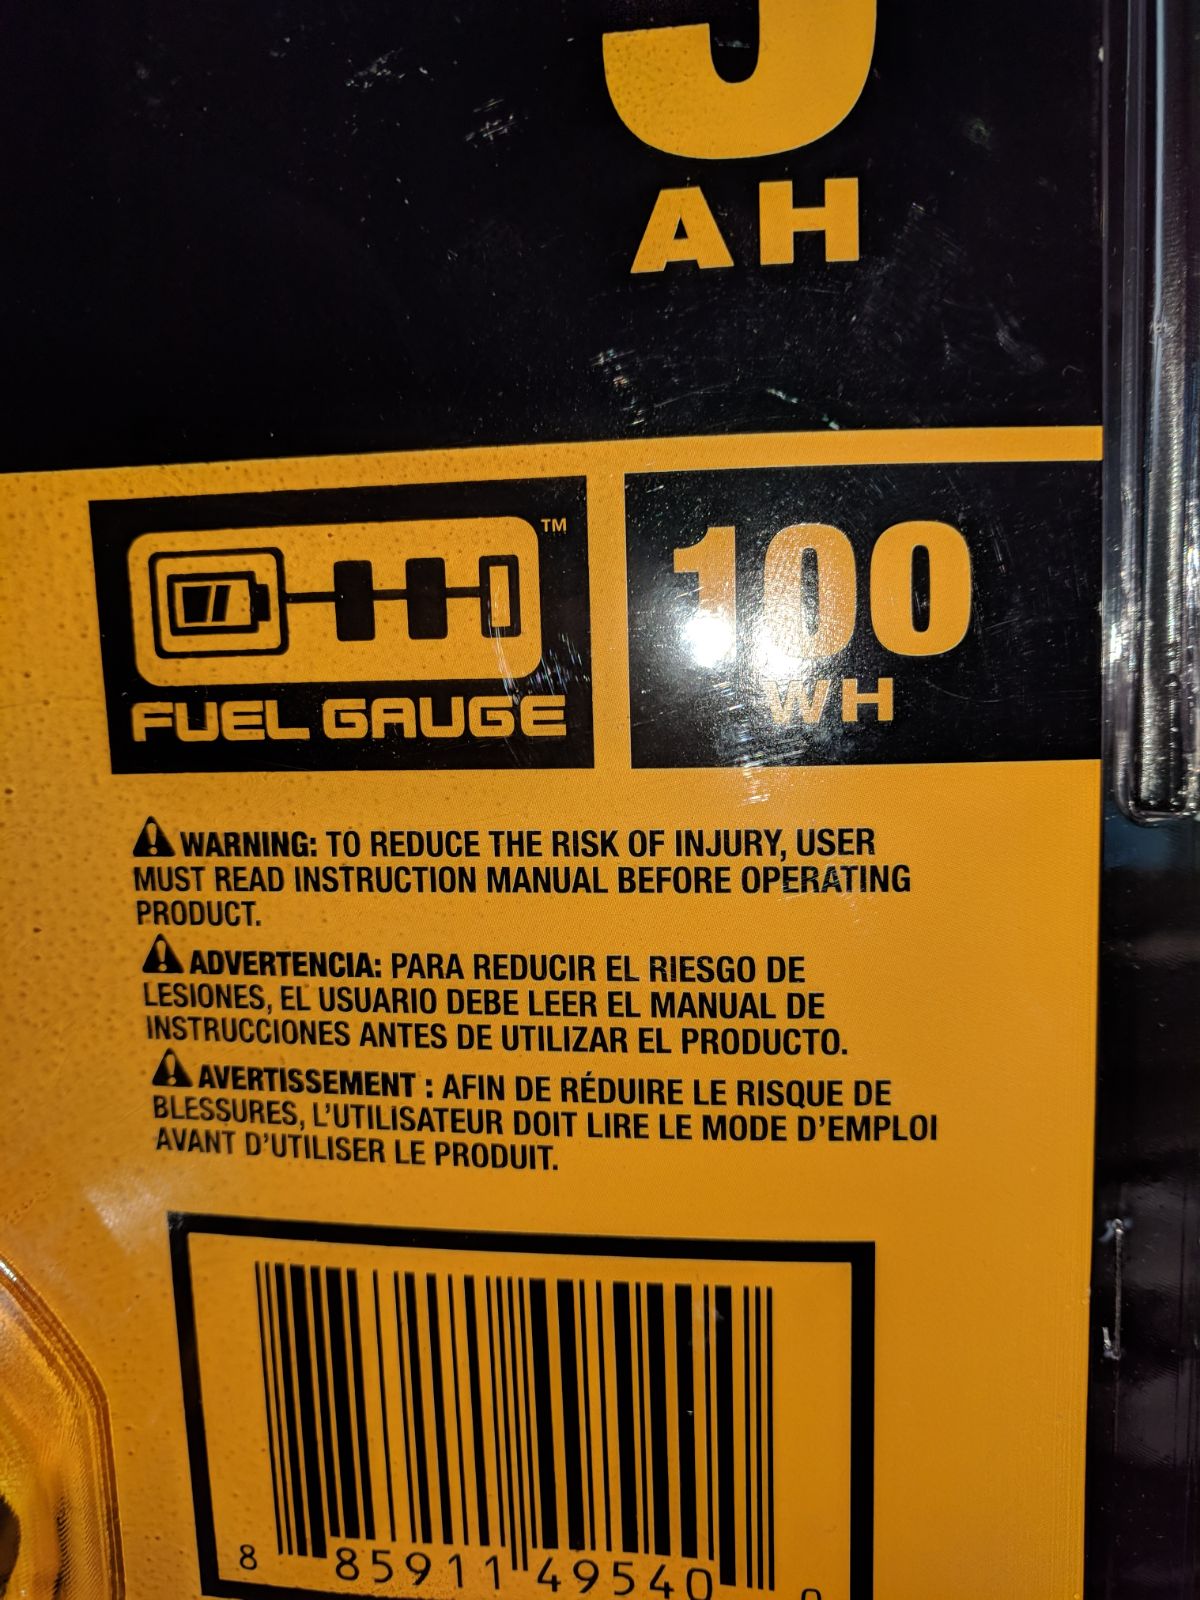 AH
™
FUEL GAUGE
100
WH
WARNING: TO REDUCE THE RISK OF INJURY, USER
MUST READ INSTRUCTION MANUAL BEFORE OPERATING
PRODUCT.
ADVERTENCIA: PARA REDUCIR EL RIESGO DE
LESIONES, EL USUARIO DEBE LEER EL MANUAL DE
INSTRUCCIONES ANTES DE UTILIZAR EL PRODUCTO.
AVERTISSEMENT : AFIN DE RÉDUIRE LE RISQUE DE
BLESSURES, L'UTILISATEUR DOIT LIRE LE MODE D'EMPLOI
AVANT D'UTILISER LE PRODUIT.
8 85911 49540